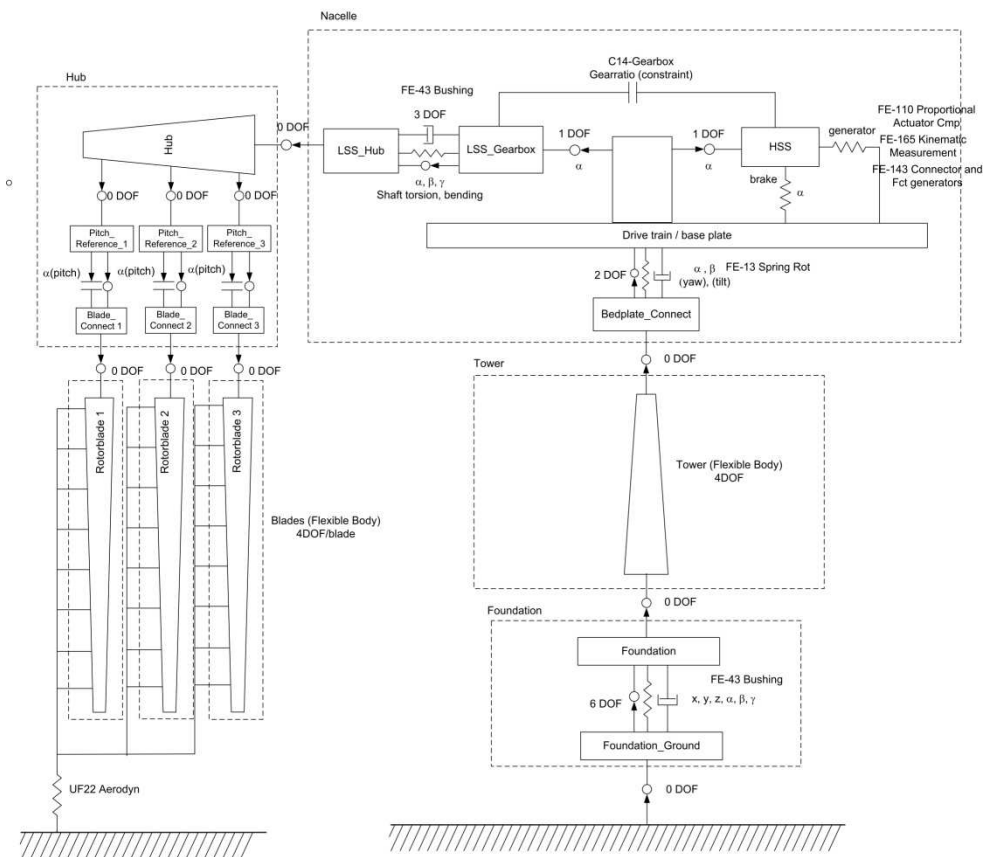 Nacelle
Hub
C14-Gearbox
Gearratio (constraint)
FE-43 Bushing
3 DOF
FE-110 Proportional
Actuator Cmp
0 DOF
Hub
LSS_Hub
LSS_Gearbox
1 DOF
1 DOF
HSS
generator
FE-165 Kinematic
Measurement
α
α
FE-143 Connector and
Fct generators
α, β, γ
Shaft torsion, bending
brake
α
0 DOF
0 DOF
0 DOF
Pitch_
Reference_1
Pitch_
Reference_2
Pitch_
Reference_3
Drive train / base plate
α(pitch)
α(pitch)
α(pitch)
2 DOF
α , β
(yaw), (tilt)
FE-13 Spring Rot
Blade_
Connect 1
Blade_
Connect 2
Blade_
Connect 3
Bedplate_Connect
0 DOF
0 DOF
0 DOF
0 DOF
Tower
Rotorblade 1
Rotorblade 2
Rotorblade 3
Tower (Flexible Body)
4DOF
Blades (Flexible Body)
4DOF/blade
0 DOF
Foundation
Foundation
FE-43 Bushing
6 DOF
x, y, z, α, β, γ
Foundation_Ground
UF22 Aerodyn
0 DOF